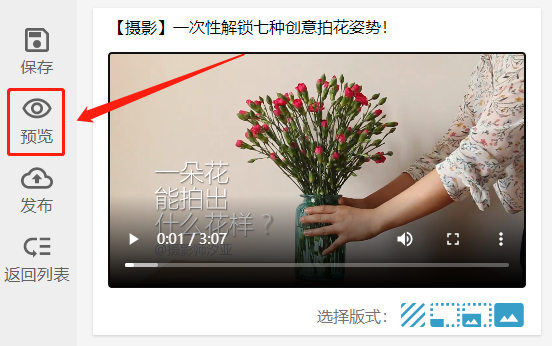 【摄影】一次性解锁七种创意拍花姿势！
保存
预览
发布
返回列表
一朵花
能拍出
什么花样？
0:01 / 3:07
选择版式：